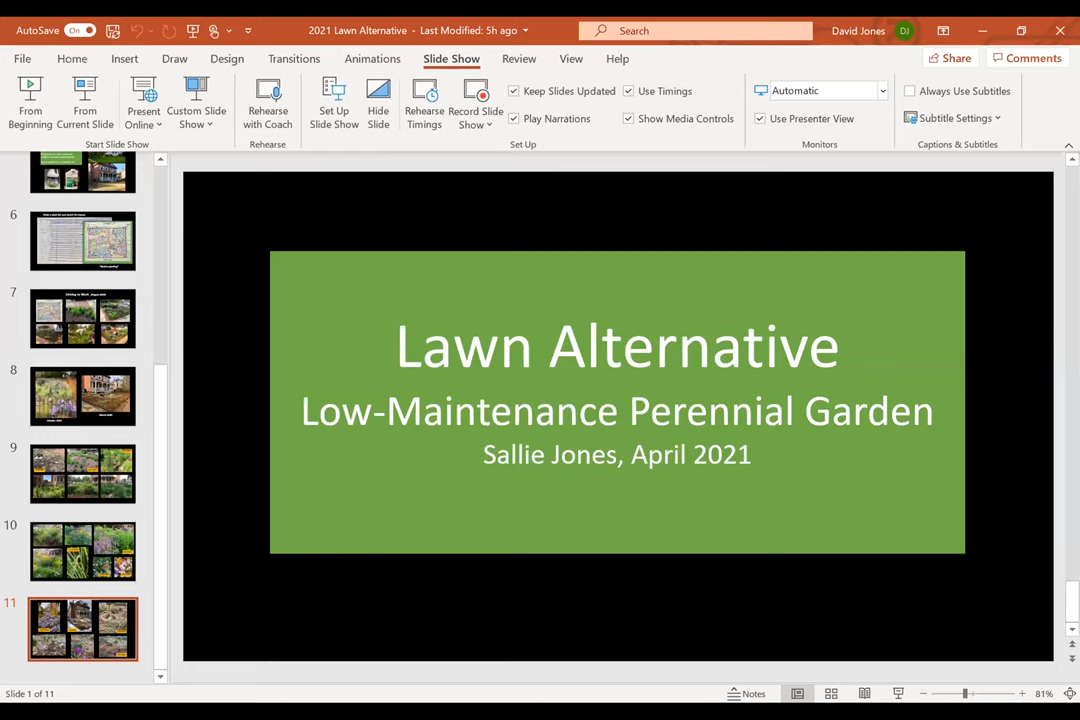 AutoSave On 2021 Lawn Alternative - Last Modified: 5h ago Search David Jones DJ
File Home Insert Draw Design Transitions Animations Slide Show Review View Help Share Comments
From Beginning
From Current Slide
Present Online
Custom Slide Show
Rehearse with Coach
Set Up Slide Show
Hide Slide
Rehearse Timings
Record Slide Show
Keep Slides Updated
Play Narrations
Use Timings
Show Media Controls
Automatic
Use Presenter View
Always Use Subtitles
Subtitle Settings
Start Slide Show Rehearse Set Up Monitors Captions & Subtitles
6
7
8
9
10
11
Lawn Alternative
Low-Maintenance Perennial Garden
Sallie Jones, April 2021
Slide 1 of 11 Notes 81%